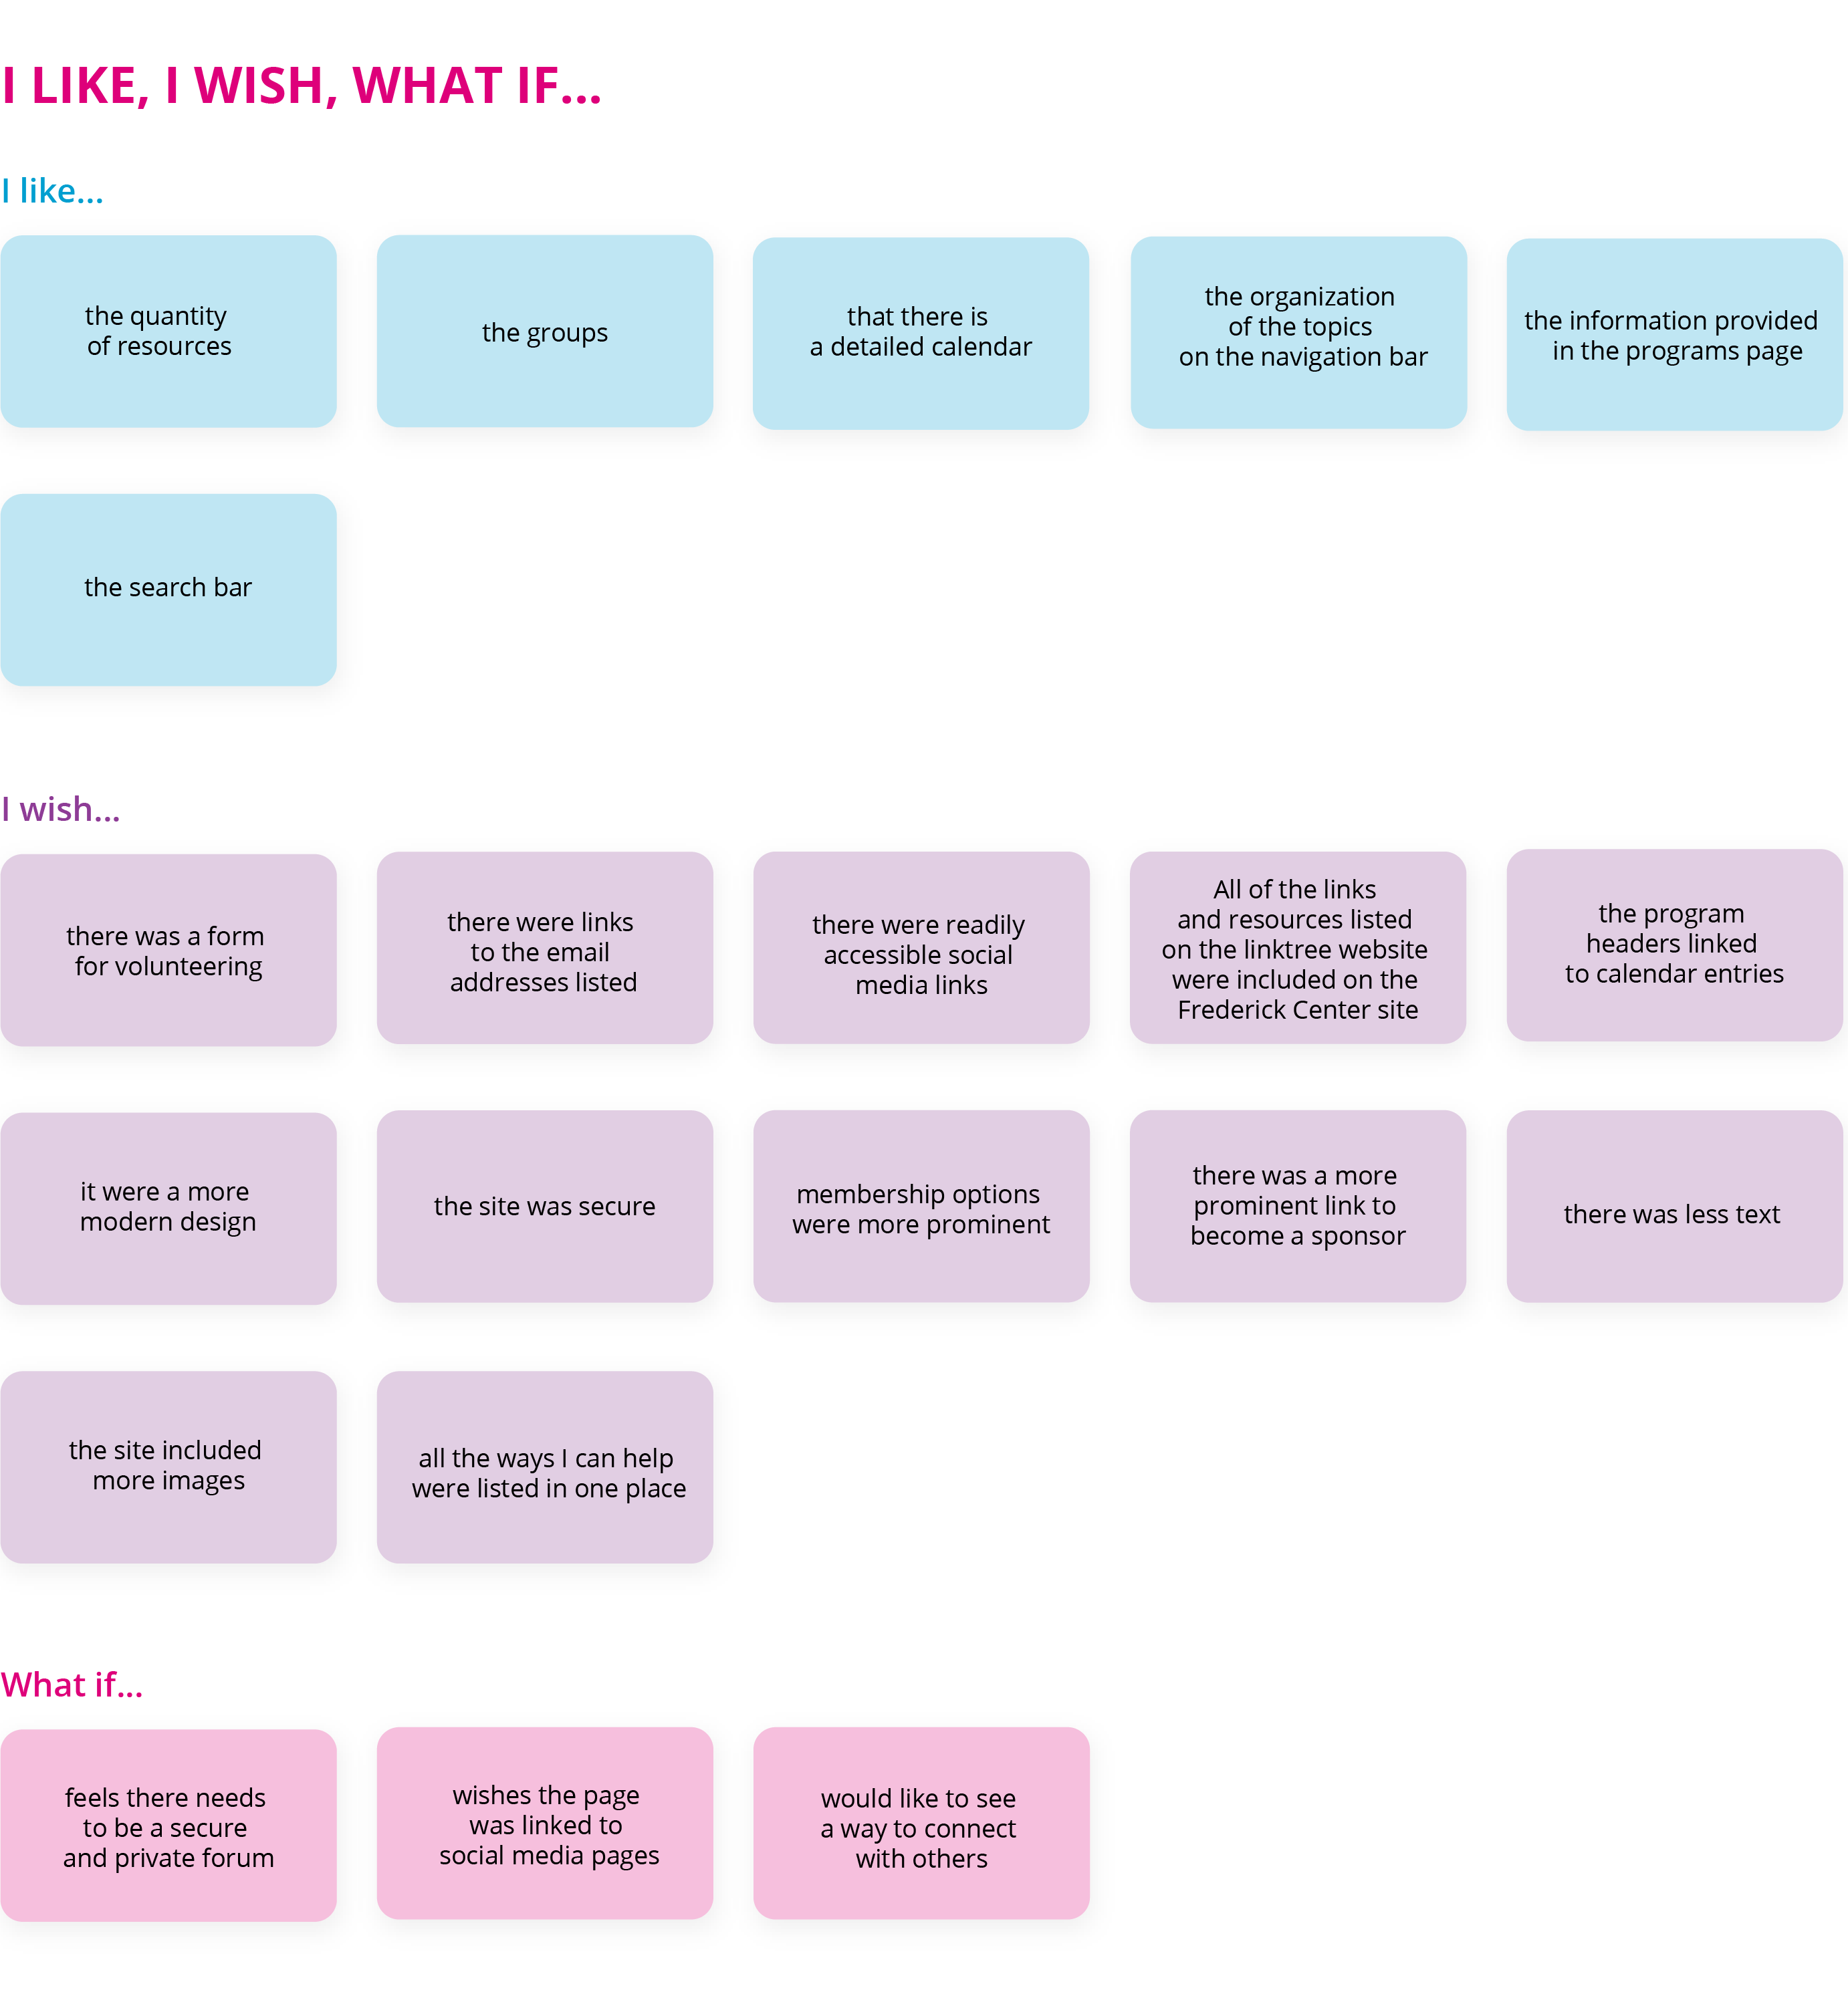 I LIKE, I WISH, WHAT IF...
I like...
the quantity
of resources
the groups
that there is
a detailed calendar
the organization
of the topics
on the navigation bar
the information provided
in the programs page
the search bar
I wish...
there was a form
for volunteering
there were links
to the email
addresses listed
there were readily
accessible social
media links
All of the links
and resources listed
on the linktree website
were included on the
Frederick Center site
the program
headers linked
to calendar entries
it were a more
modern design
the site was secure
membership options
were more prominent
there was a more
prominent link to
become a sponsor
there was less text
the site included
more images
all the ways I can help
were listed in one place
What if...
feels there needs
to be a secure
and private forum
wishes the page
was linked to
social media pages
would like to see
a way to connect
with others